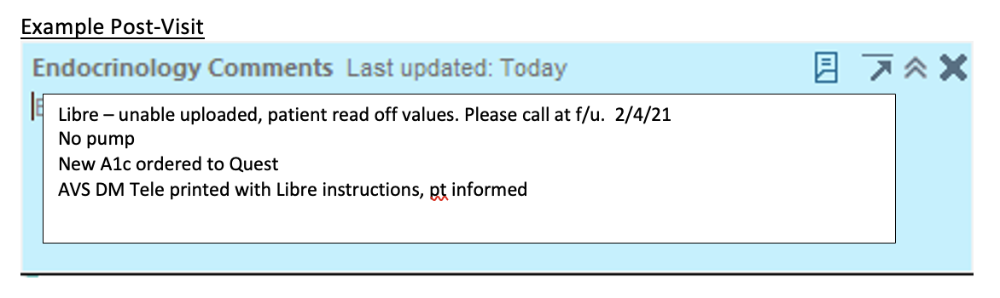 Example Post-Visit
Endocrinology Comments Last updated: Today
Libre – unable uploaded, patient read off values. Please call at f/u. 2/4/21
No pump
New A1c ordered to Quest
AVS DM Tele printed with Libre instructions, pt informed